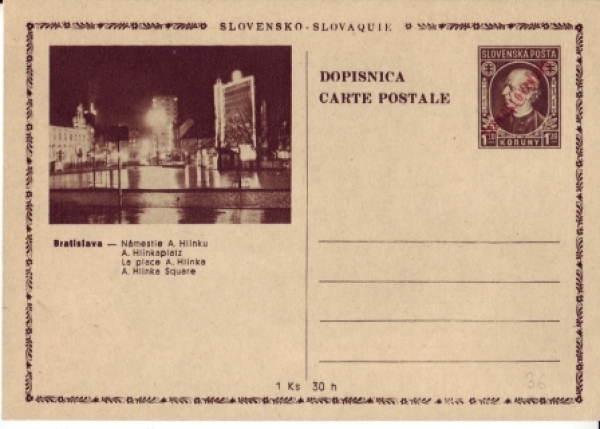 SLOVENSKO-SLOVAQUIE
DOPISNICA
CARTE POSTALE
SLOVENSKÁ POŠTA
KORUNY
Bratislava — Námestie A. Hlinku
A. Hlinkaplatz
La place A. Hlinka
A. Hlinka Square
1 Ks 30 h
36